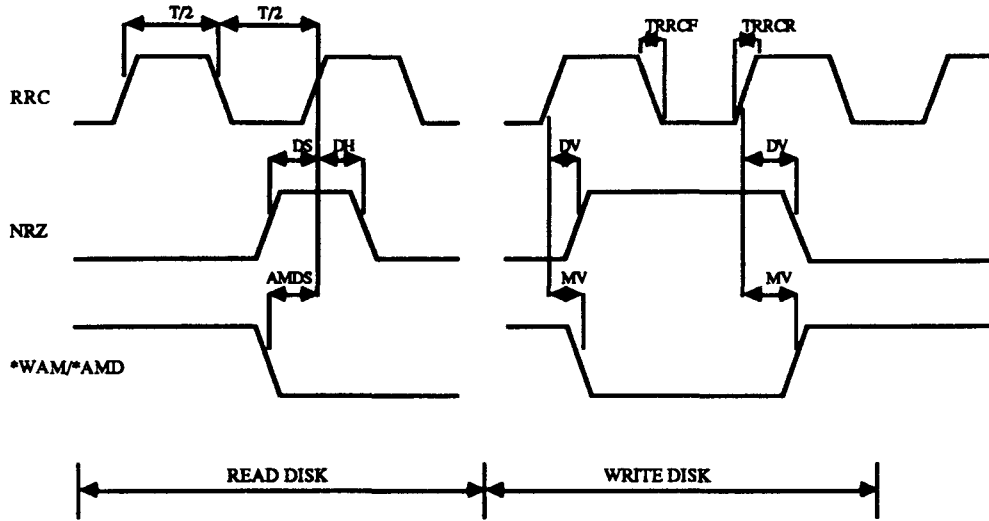 T/2 T/2 TRRCF TRRCR
RRC
DS DH DV DV
NRZ
AMDS MV MV
*WAM/*AMD
READ DISK WRITE DISK